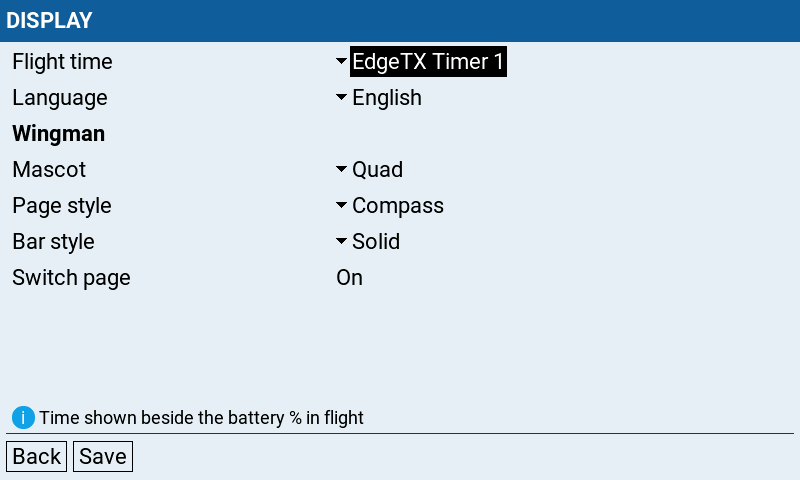 DISPLAY
Flight time EdgeTX Timer 1
Language English
Wingman
Mascot Quad
Page style Compass
Bar style Solid
Switch page On
i Time shown beside the battery % in flight
Back Save